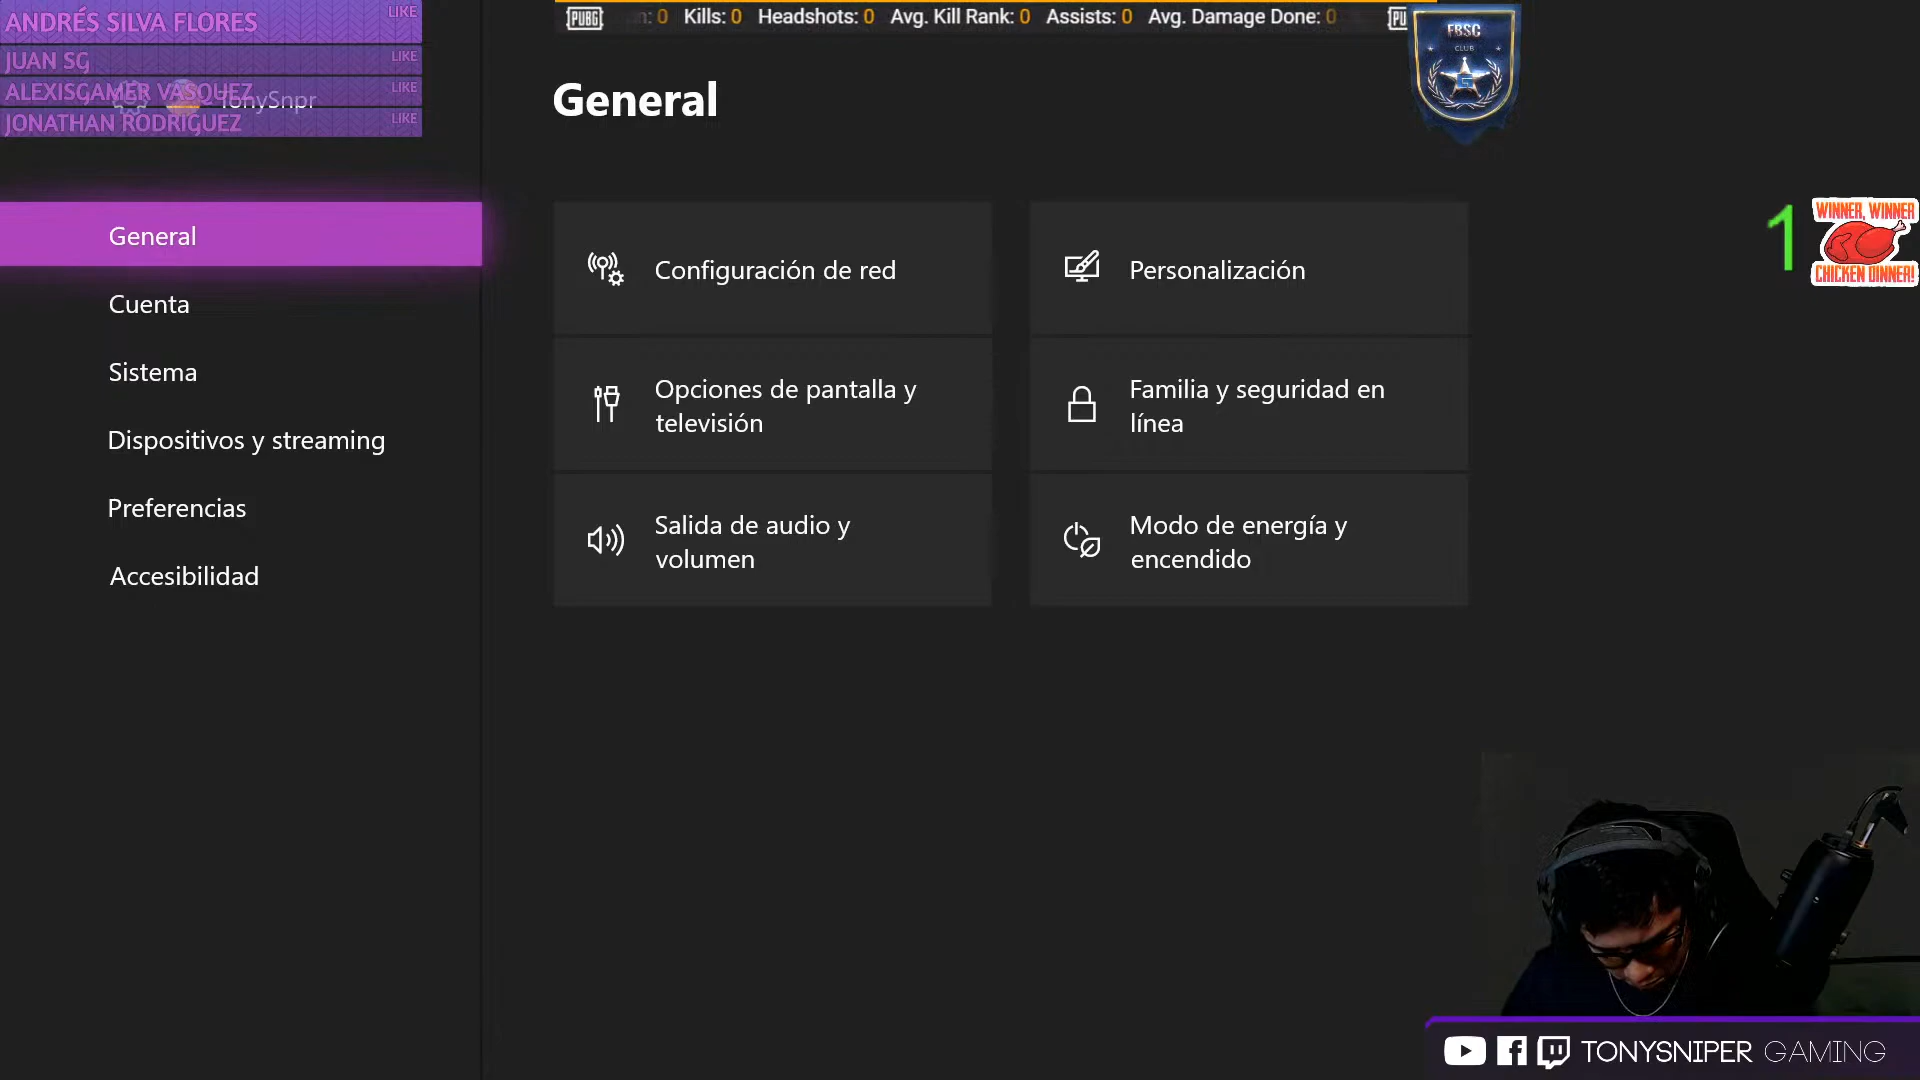 ANDRÉS SILVA FLORES LIKE
JUAN SG LIKE
ALEXISGAMER VASQUEZ LIKE
TonySnpr
JONATHAN RODRIGUEZ LIKE
PUBG Kills: 0 Headshots: 0 Avg. Kill Rank: 0 Assists: 0 Avg. Damage Done: 0
FBSG
CLUB
General
General
Cuenta
Sistema
Dispositivos y streaming
Preferencias
Accesibilidad
Configuración de red
Personalización
Opciones de pantalla y
televisión
Familia y seguridad en
línea
Salida de audio y
volumen
Modo de energía y
encendido
1
WINNER, WINNER
CHICKEN DINNER!
TONYSNIPER GAMING